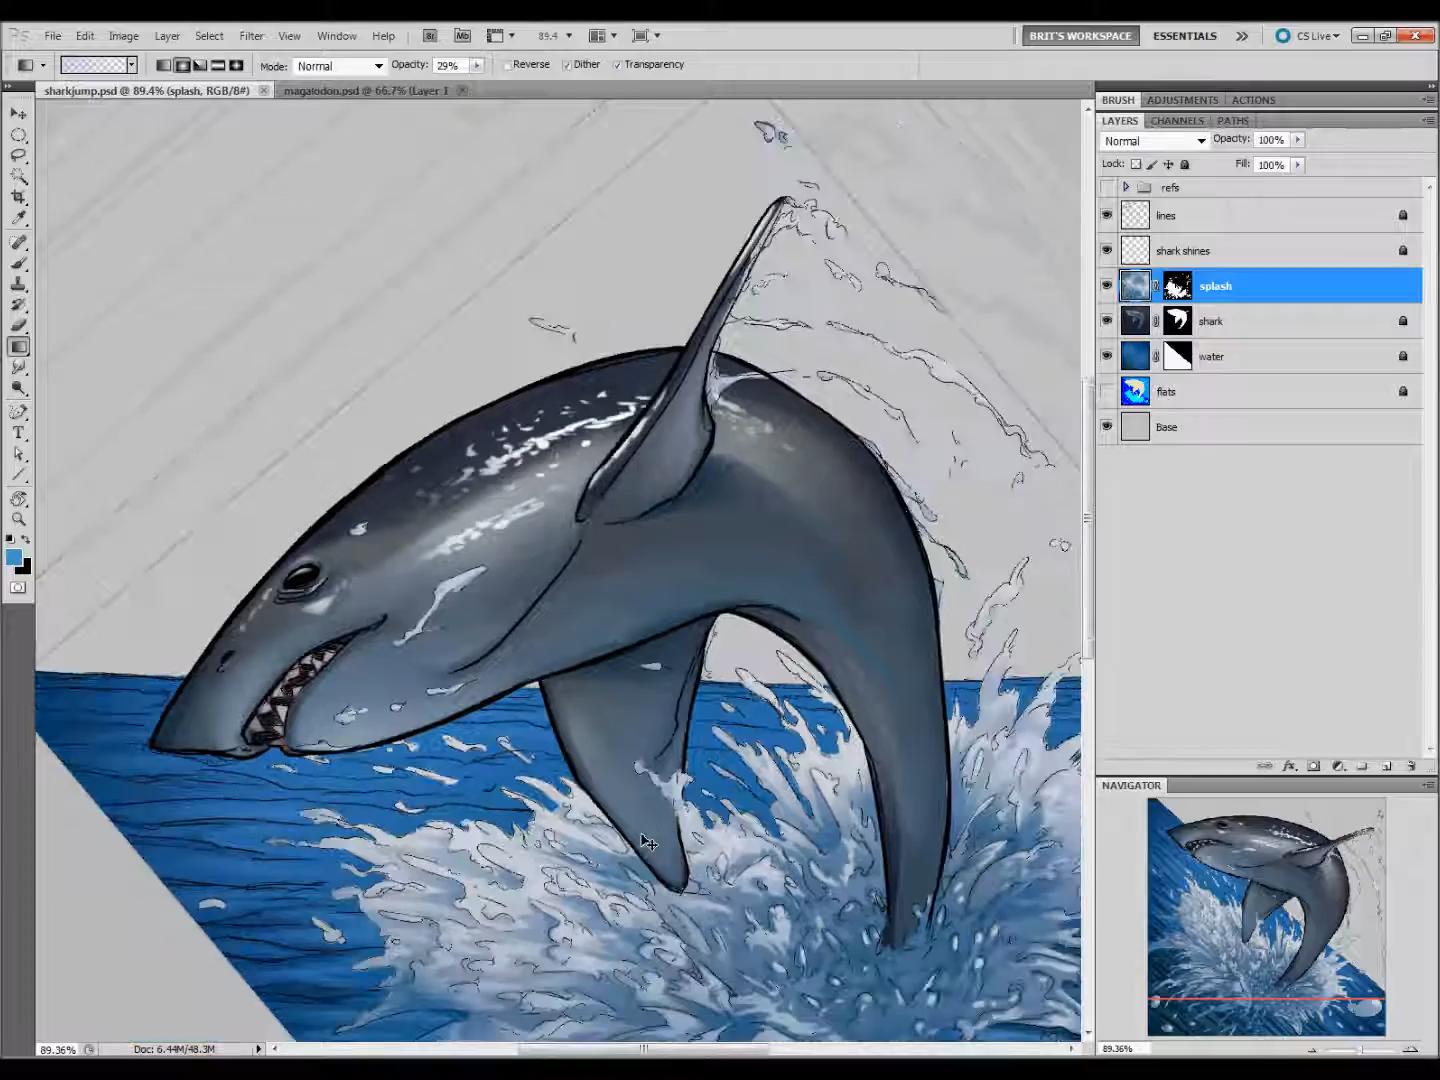 Ps File Edit Image Layer Select Filter View Window Help Br Mb 89.4 BRIT'S WORKSPACE ESSENTIALS CS Live
Mode: Normal Opacity: 29% Reverse Dither Transparency
sharkjump.psd @ 89.4% (splash, RGB/8#) magalodon.psd @ 66.7% (Layer 1
BRUSH ADJUSTMENTS ACTIONS
LAYERS CHANNELS PATHS
Normal Opacity: 100%
Lock: Fill: 100%
refs
lines
shark shines
splash
shark
water
flats
Base
NAVIGATOR
89.36%
89.36% Doc: 6.44M/48.3M